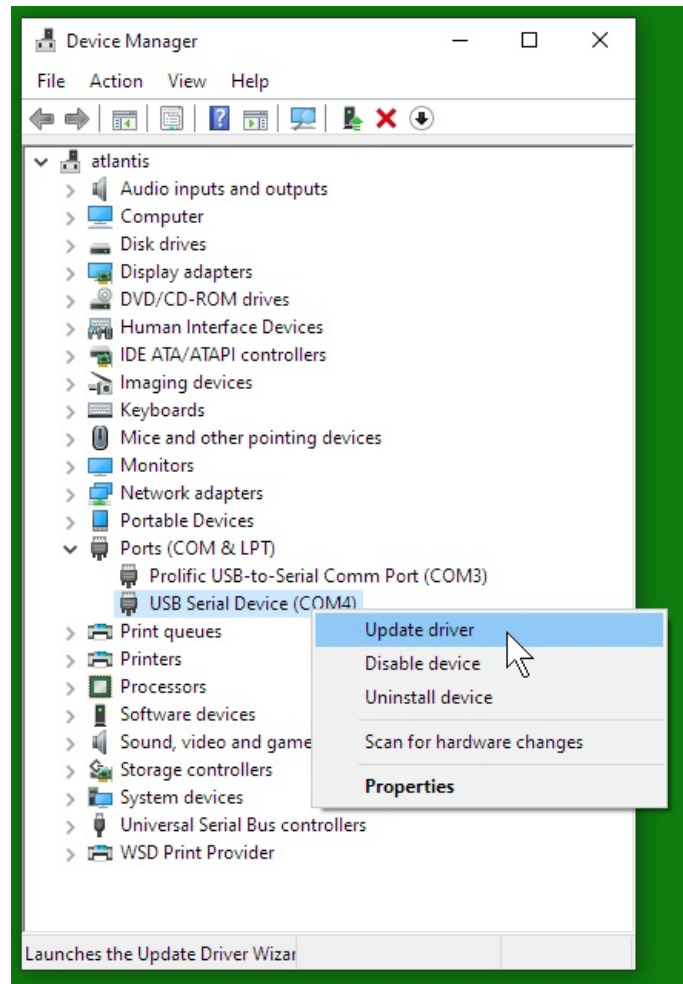 Device Manager
File Action View Help
atlantis
Audio inputs and outputs
Computer
Disk drives
Display adapters
DVD/CD-ROM drives
Human Interface Devices
IDE ATA/ATAPI controllers
Imaging devices
Keyboards
Mice and other pointing devices
Monitors
Network adapters
Portable Devices
Ports (COM & LPT)
Prolific USB-to-Serial Comm Port (COM3)
USB Serial Device (COM4)
Print queues
Printers
Processors
Software devices
Sound, video and game
Storage controllers
System devices
Universal Serial Bus controllers
WSD Print Provider
Update driver
Disable device
Uninstall device
Scan for hardware changes
Properties
Launches the Update Driver Wizar